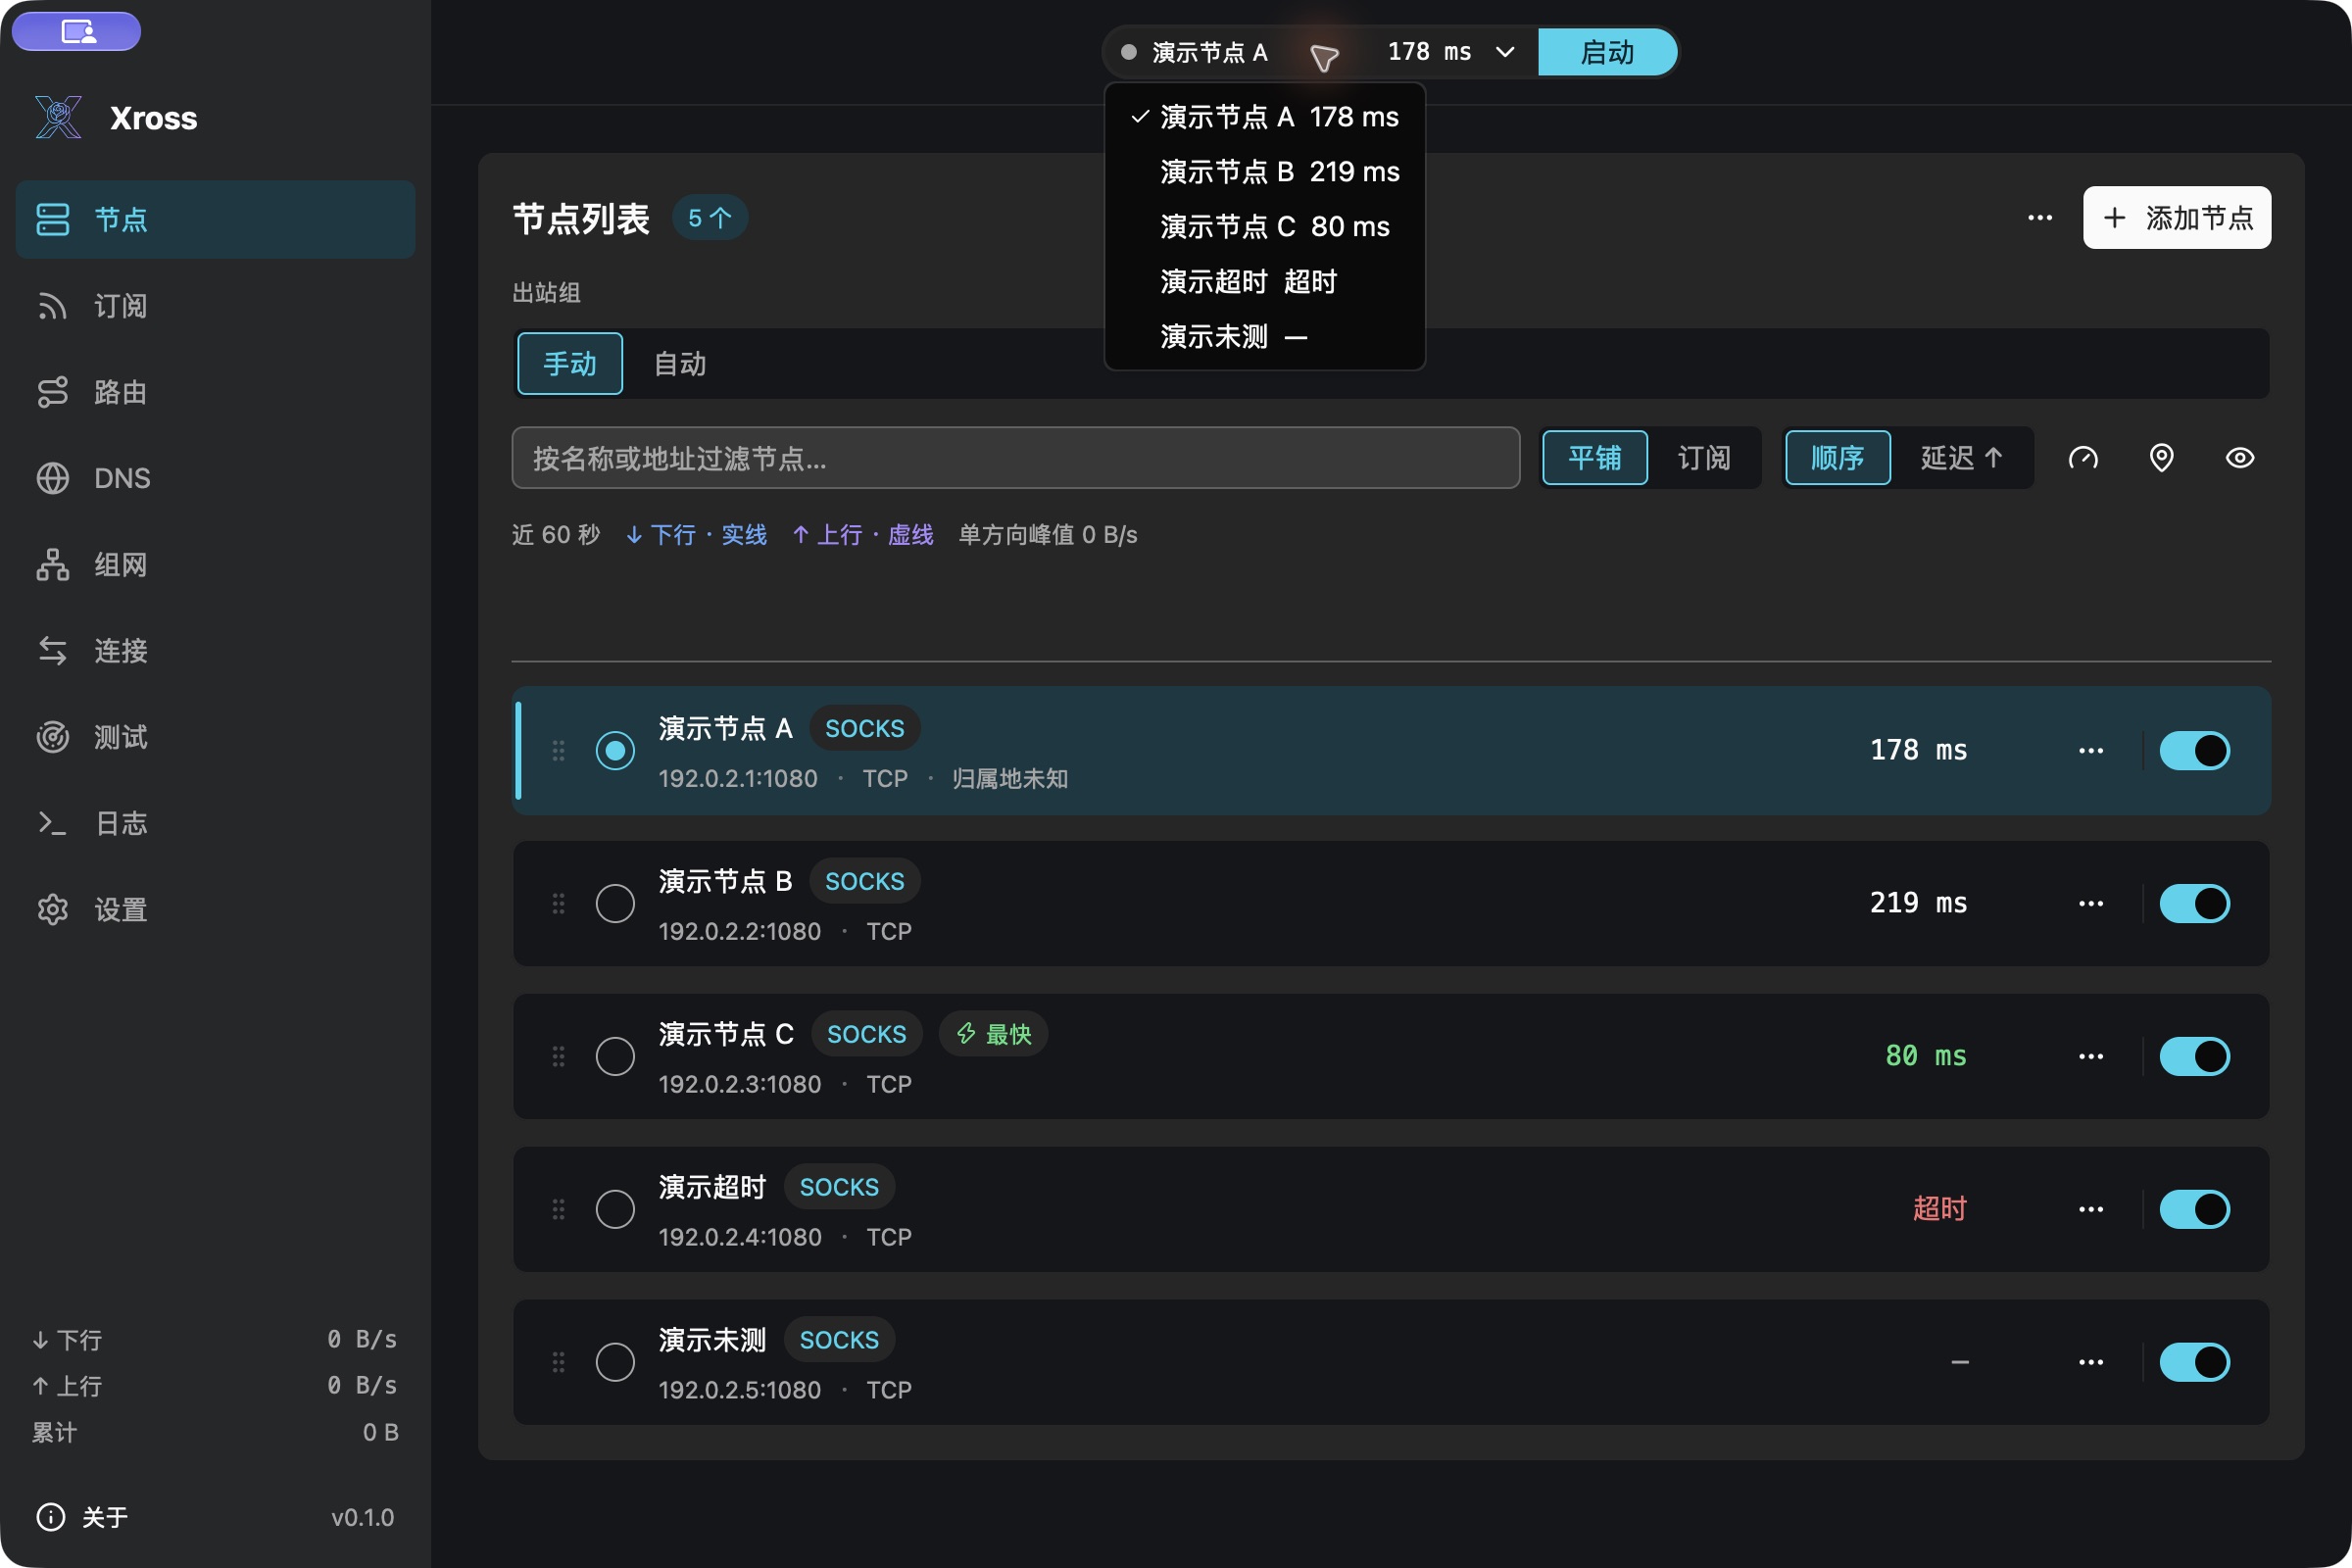 Xross
节点
订阅
路由
DNS
组网
连接
测试
日志
设置
↓ 下行 0 B/s
↑ 上行 0 B/s
累计 0 B
关于 v0.1.0
演示节点 A 178 ms 启动
✓ 演示节点 A 178 ms
演示节点 B 219 ms
演示节点 C 80 ms
演示超时 超时
演示未测 —
节点列表 5 个 ··· + 添加节点
出站组
手动 自动
按名称或地址过滤节点... 平铺 订阅 顺序 延迟 ↑
近 60 秒 ↓ 下行 · 实线 ↑ 上行 · 虚线 单方向峰值 0 B/s
演示节点 A SOCKS
192.0.2.1:1080 · TCP · 归属地未知
178 ms
演示节点 B SOCKS
192.0.2.2:1080 · TCP
219 ms
演示节点 C SOCKS 最快
192.0.2.3:1080 · TCP
80 ms
演示超时 SOCKS
192.0.2.4:1080 · TCP
超时
演示未测 SOCKS
192.0.2.5:1080 · TCP
—